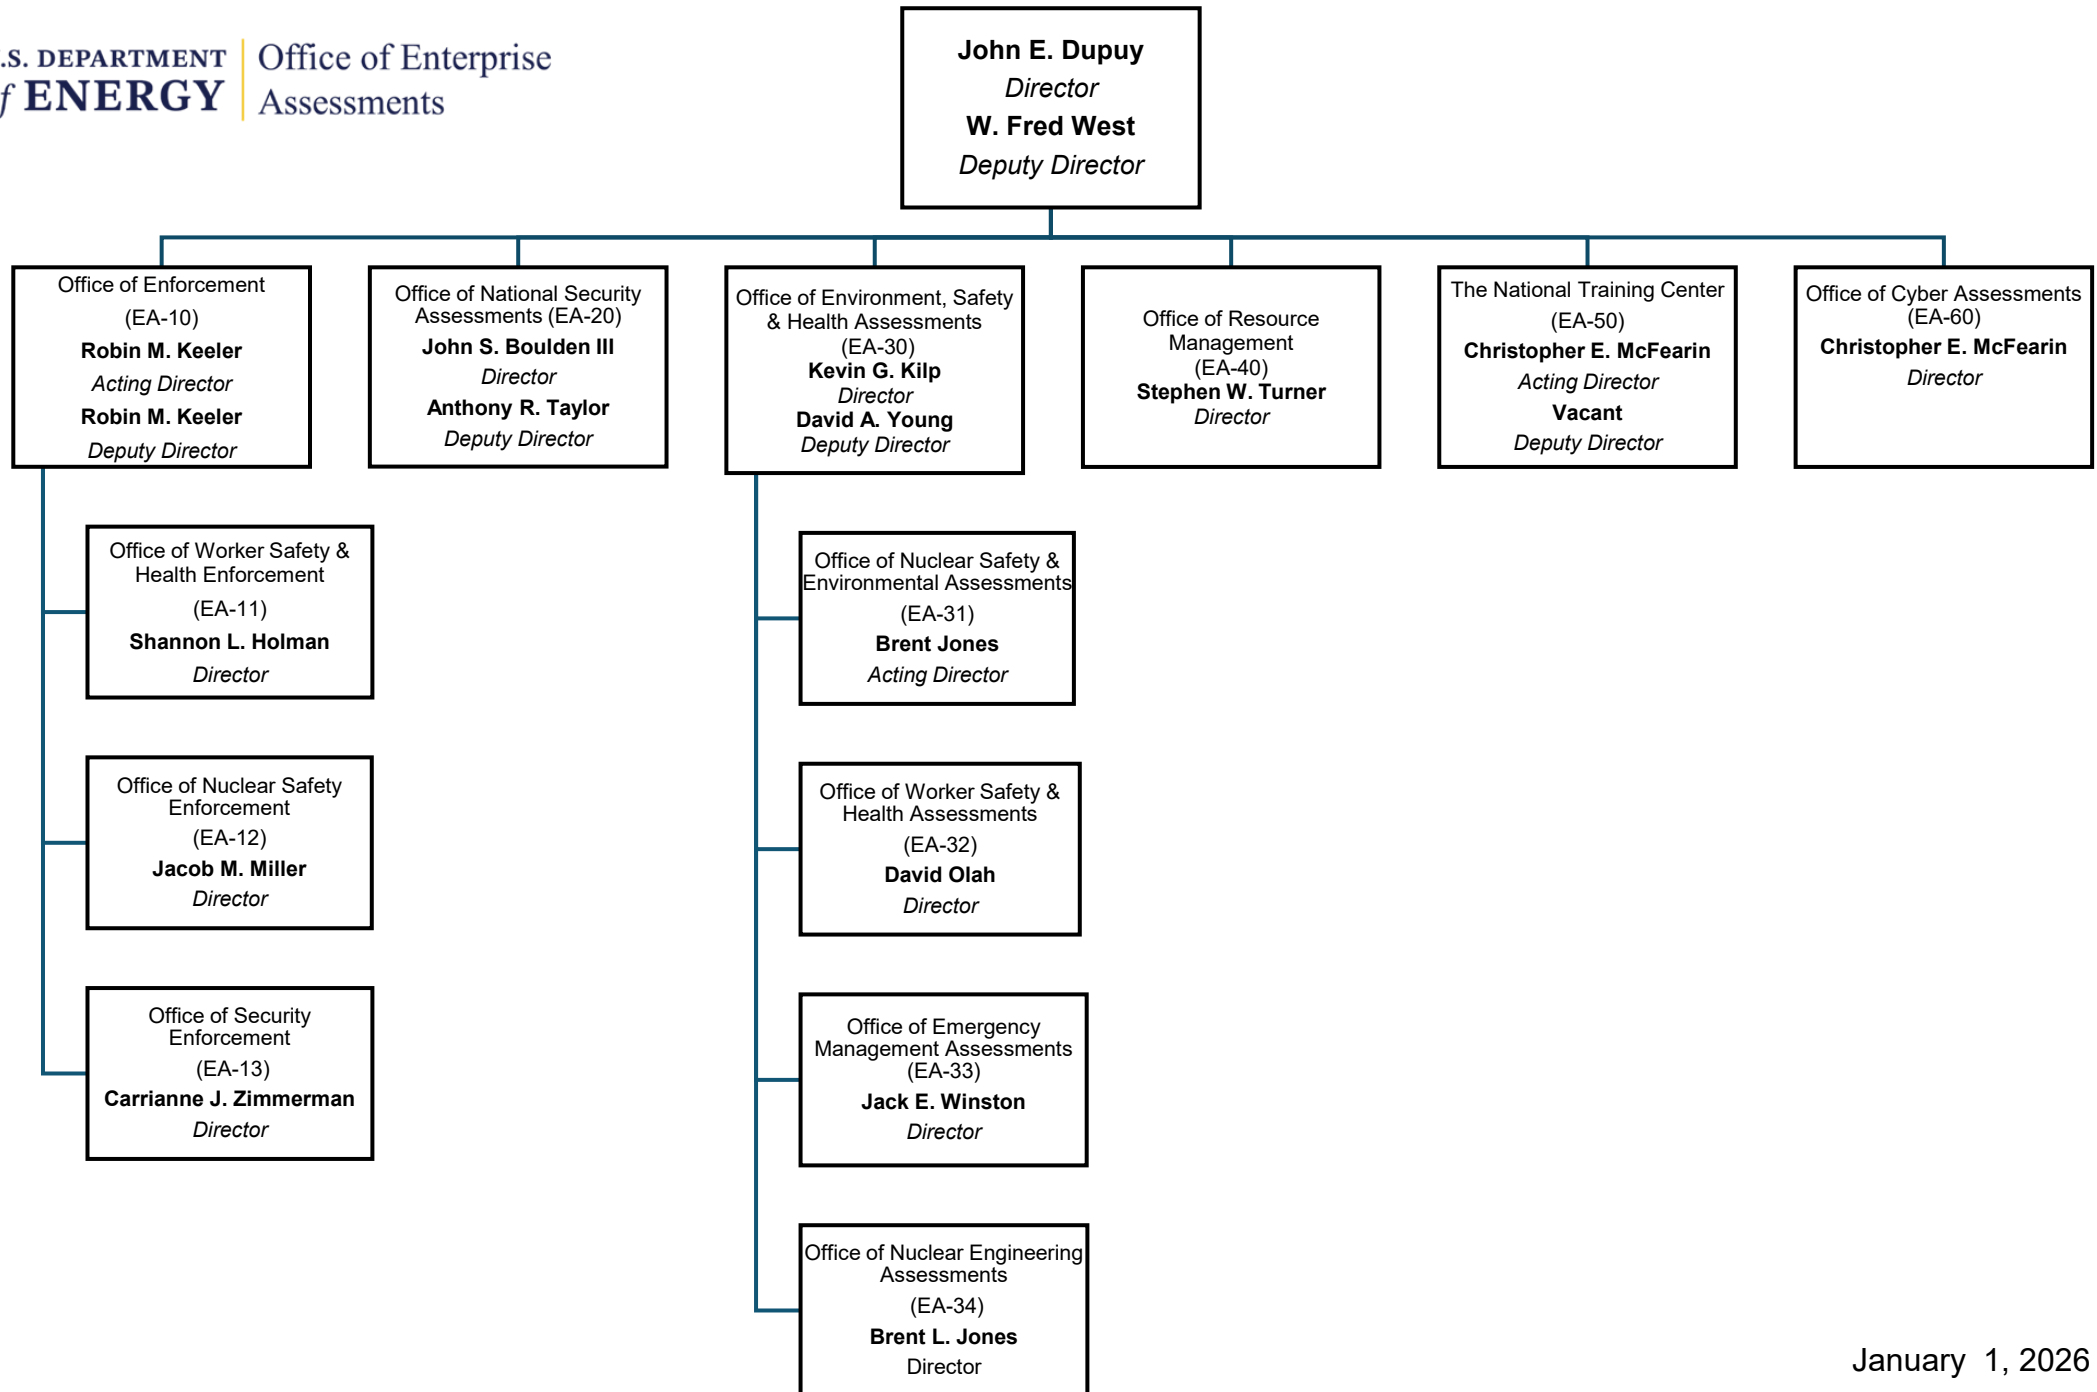 .S. DEPARTMENT
of ENERGY
Office of Enterprise
Assessments
John E. Dupuy
Director
W. Fred West
Deputy Director
Office of Enforcement
(EA-10)
Robin M. Keeler
Acting Director
Robin M. Keeler
Deputy Director
Office of National Security
Assessments (EA-20)
John S. Boulden III
Director
Anthony R. Taylor
Deputy Director
Office of Environment, Safety
& Health Assessments
(EA-30)
Kevin G. Kilp
Director
David A. Young
Deputy Director
Office of Resource
Management
(EA-40)
Stephen W. Turner
Director
The National Training Center
(EA-50)
Christopher E. McFearin
Acting Director
Vacant
Deputy Director
Office of Cyber Assessments
(EA-60)
Christopher E. McFearin
Director
Office of Worker Safety &
Health Enforcement
(EA-11)
Shannon L. Holman
Director
Office of Nuclear Safety
Enforcement
(EA-12)
Jacob M. Miller
Director
Office of Security
Enforcement
(EA-13)
Carrianne J. Zimmerman
Director
Office of Nuclear Safety &
Environmental Assessments
(EA-31)
Brent Jones
Acting Director
Office of Worker Safety &
Health Assessments
(EA-32)
David Olah
Director
Office of Emergency
Management Assessments
(EA-33)
Jack E. Winston
Director
Office of Nuclear Engineering
Assessments
(EA-34)
Brent L. Jones
Director
January 1, 2026